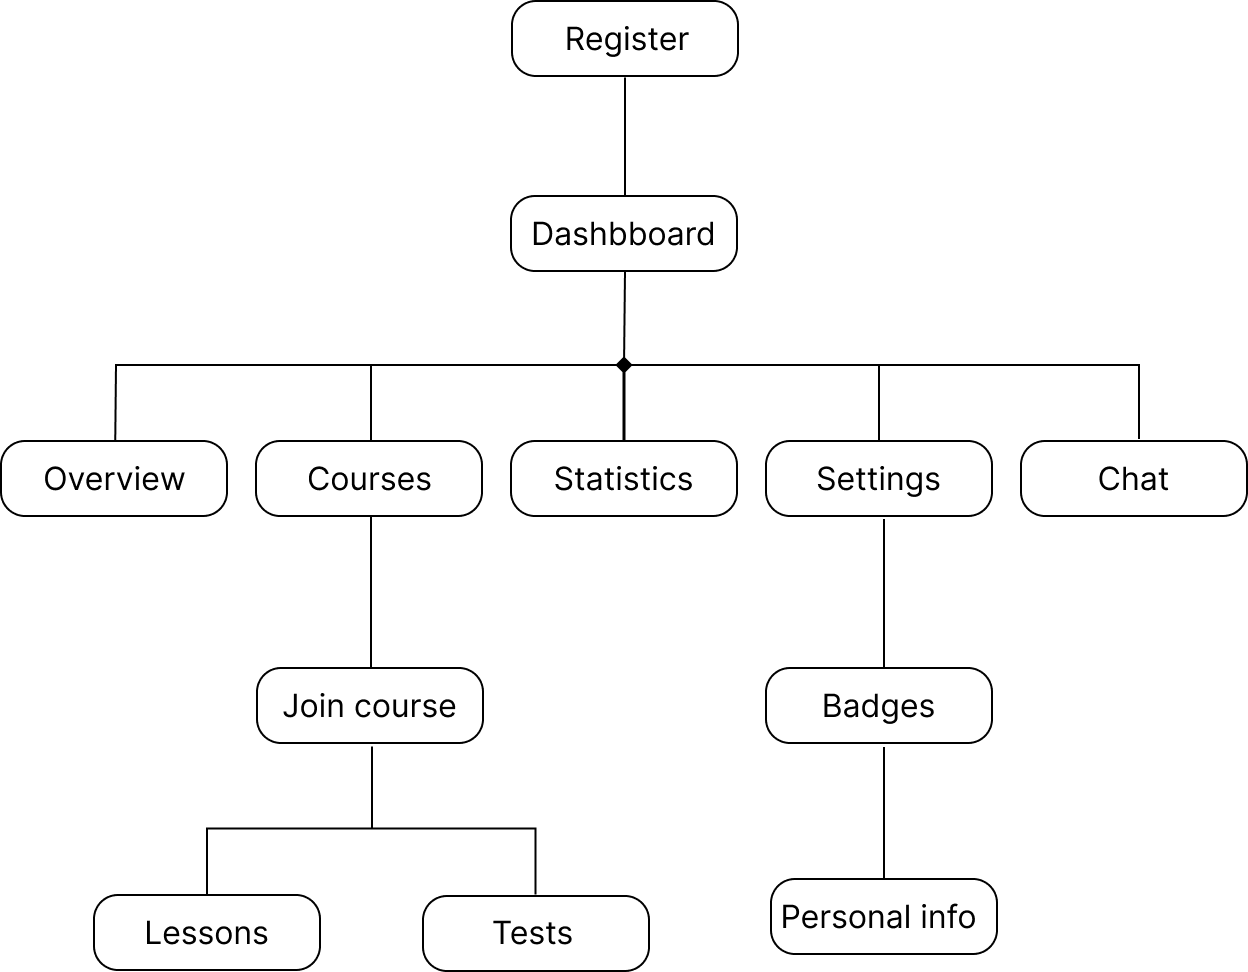 Register
Dashbboard
Overview
Courses
Statistics
Settings
Chat
Join course
Badges
Lessons
Tests
Personal info